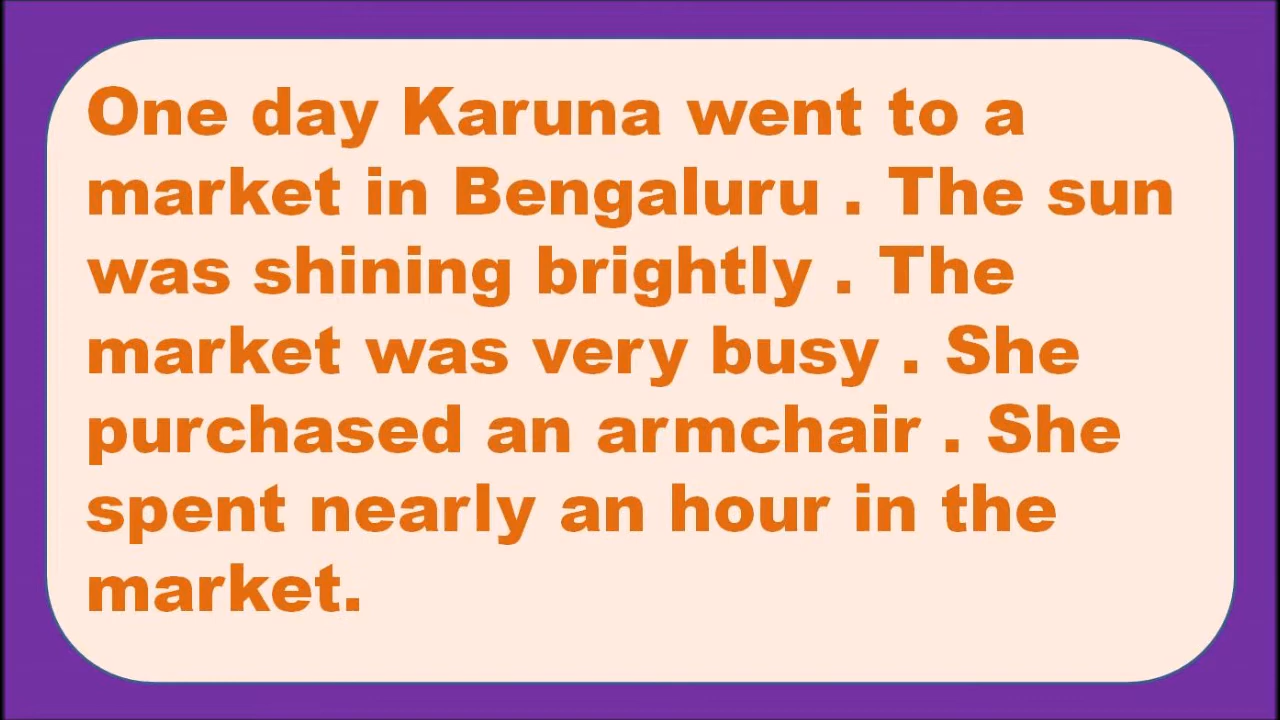 One day Karuna went to a
market in Bengaluru . The sun
was shining brightly . The
market was very busy . She
purchased an armchair . She
spent nearly an hour in the
market.